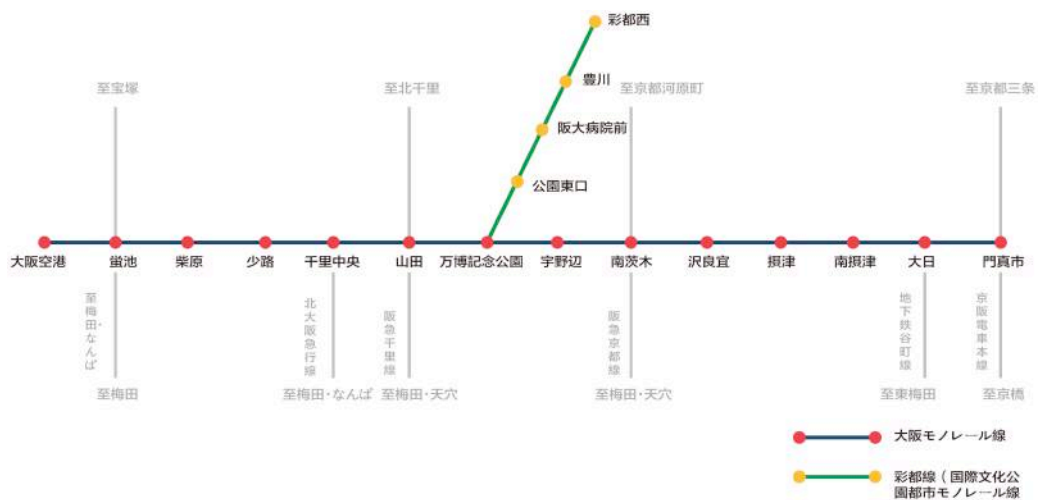 彩都西
豊川
至宝塚
至北千里
至京都河原町
至京都三条
阪大病院前
公園東口
大阪空港
蛍池
柴原
少路
千里中央
山田
万博記念公園
宇野辺
南茨木
沢良宜
摂津
南摂津
大日
門真市
至梅田・なんば
北大阪急行線
阪急千里線
阪急京都線
地下鉄谷町線
京阪電車本線
至梅田
至梅田・なんば
至梅田・天穴
至梅田・天穴
至東梅田
至京橋
大阪モノレール線
彩都線(国際文化公
園都市モノレール線